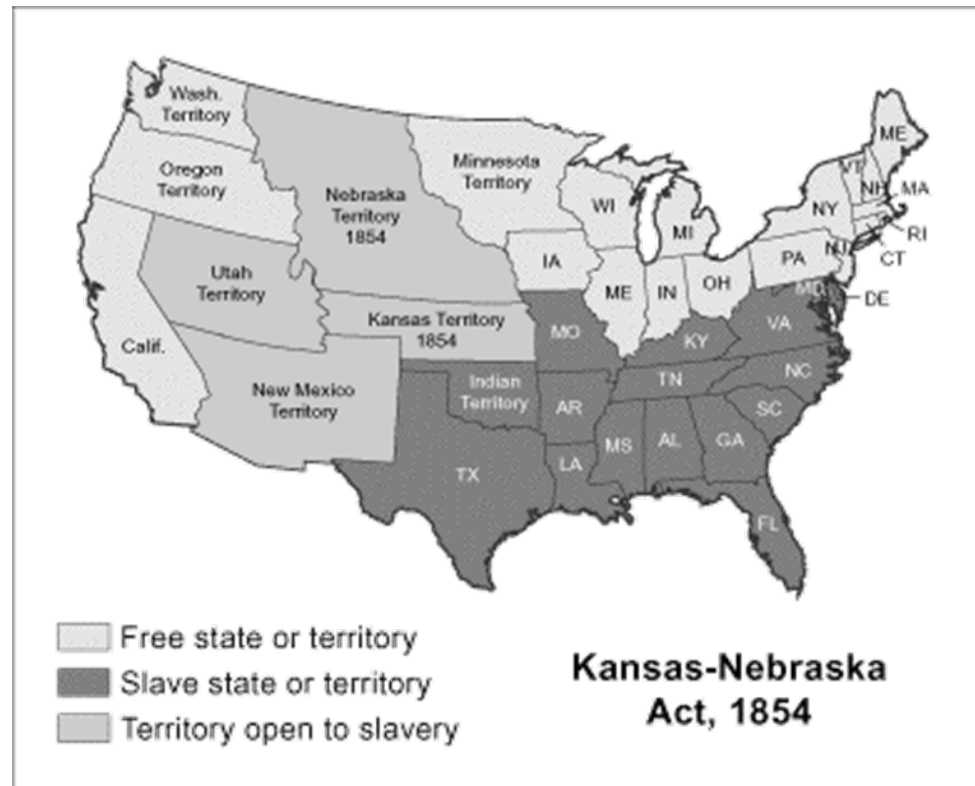 Wash.
Territory
Oregon
Territory
Nebraska
Territory
1854
Minnesota
Territory
ME
VT
NH
MA
NY
RI
CT
WI
MI
Utah
Territory
IA
ME
IN
OH
PA
NJ
MD
DE
Calif.
Kansas Territory
1854
MO
KY
VA
New Mexico
Territory
Indian
Territory
TN
NC
AR
SC
TX
LA
MS
AL
GA
FL
Free state or territory
Slave state or territory
Territory open to slavery
Kansas-Nebraska
Act, 1854